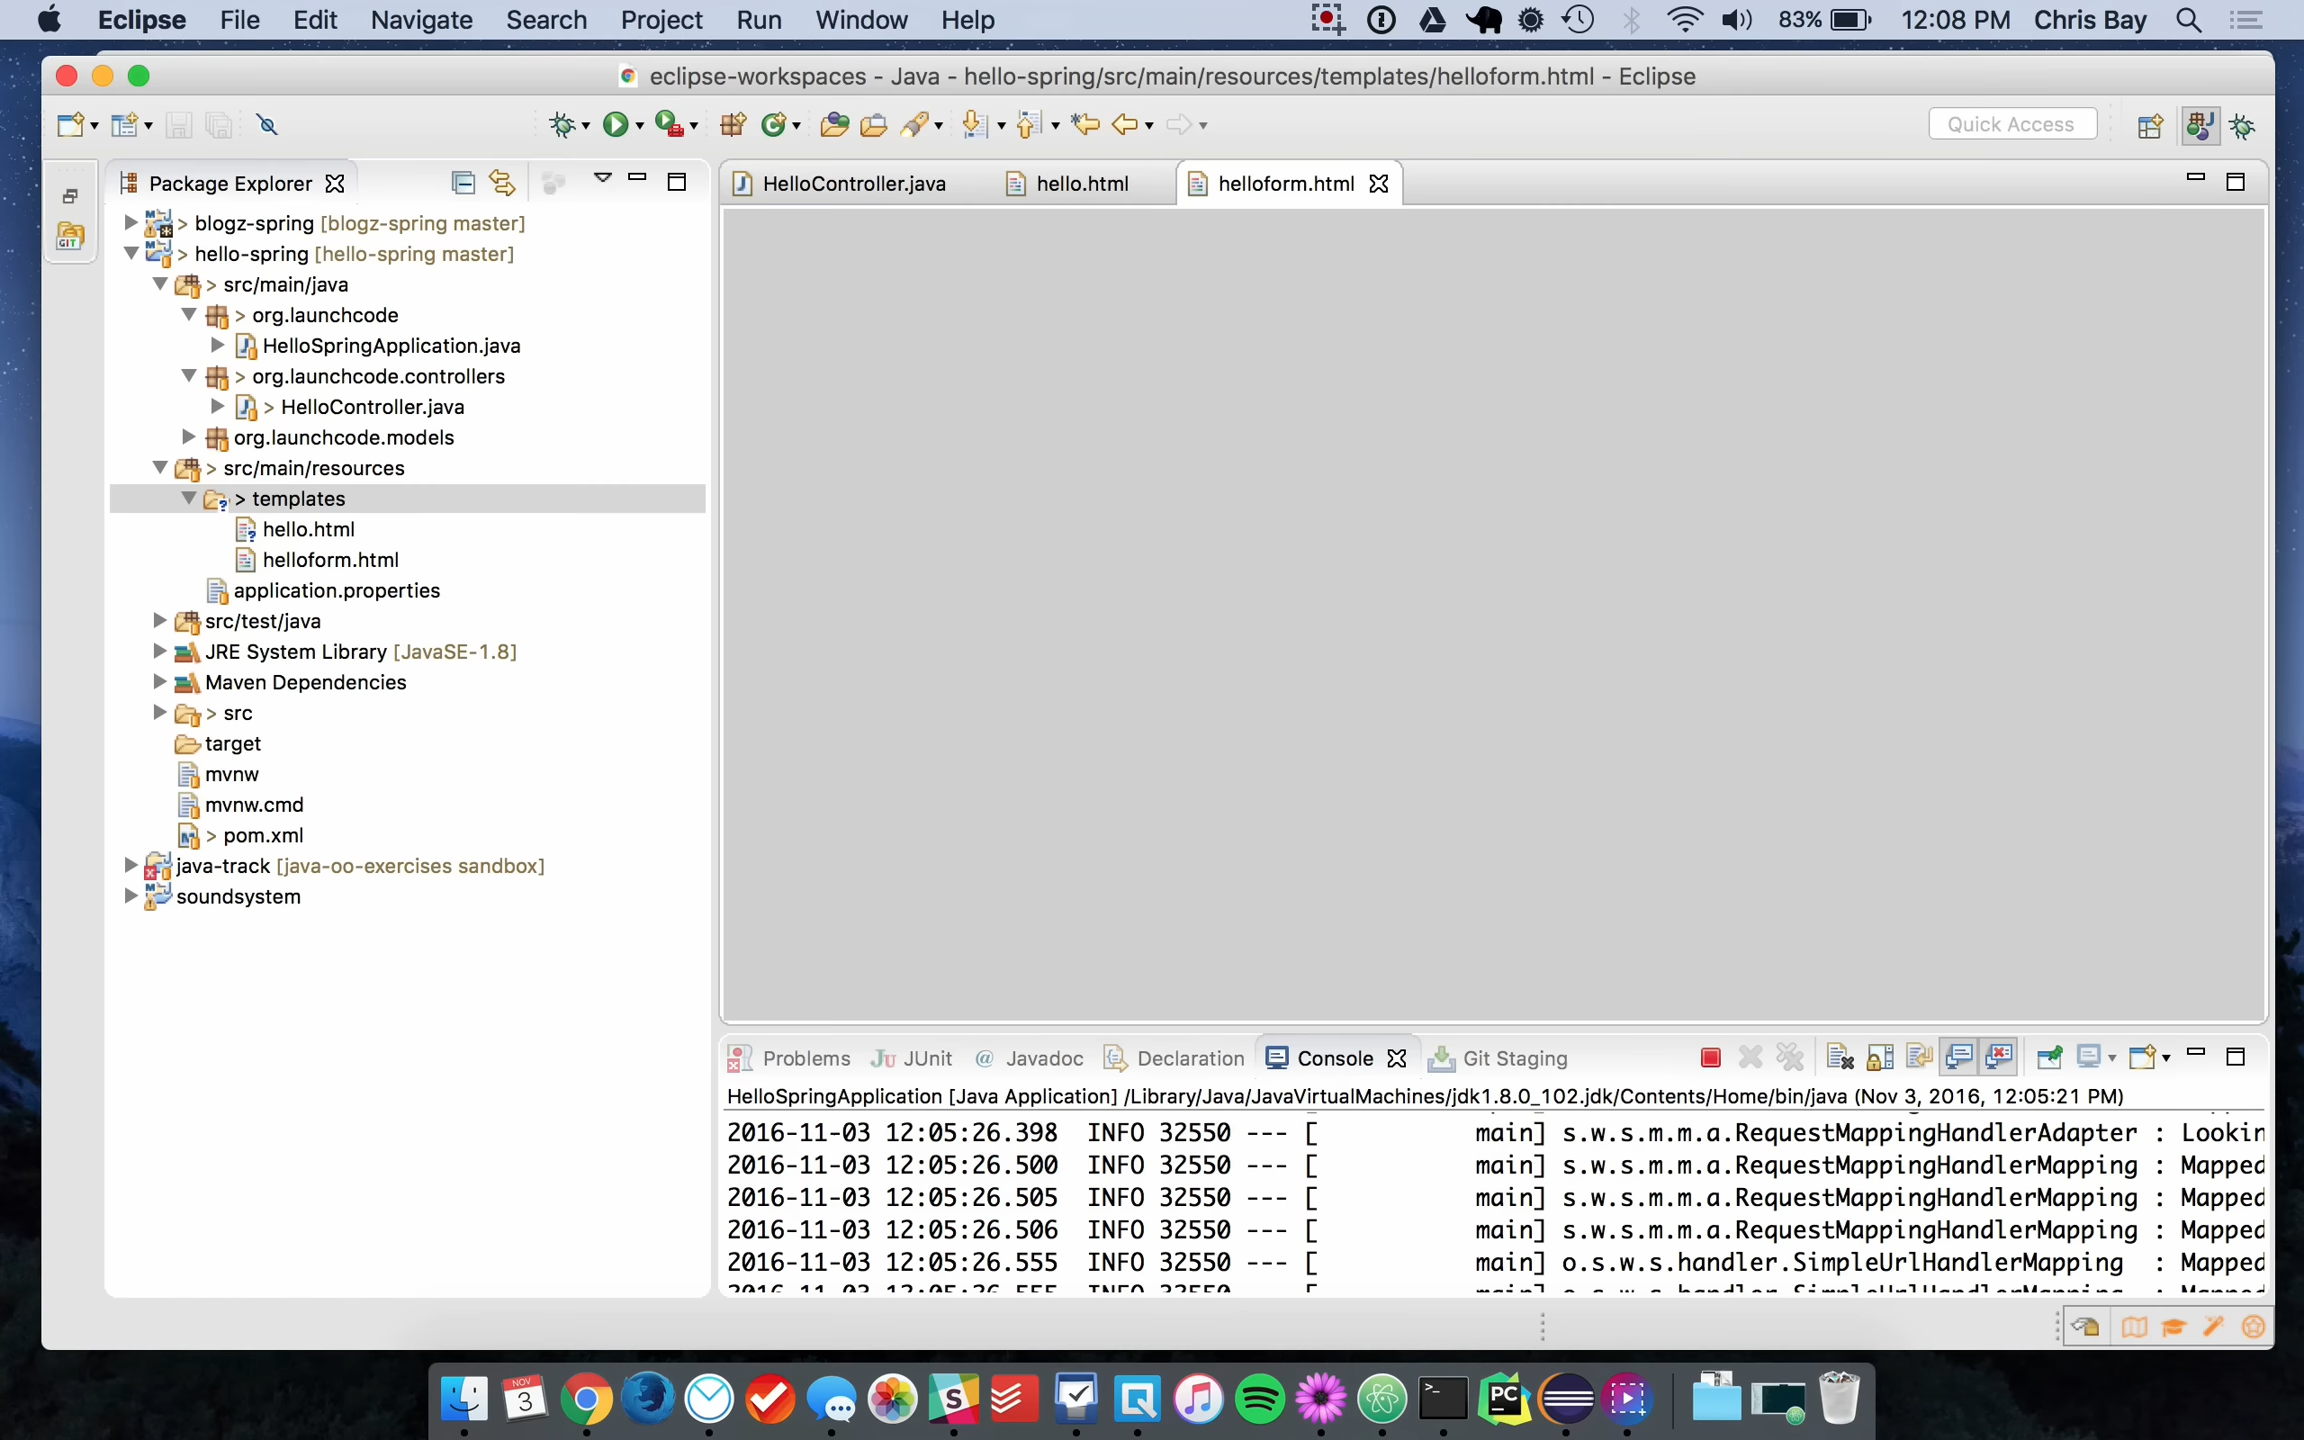 Eclipse File Edit Navigate Search Project Run Window Help 83% 12:08 PM Chris Bay
eclipse-workspaces - Java - hello-spring/src/main/resources/templates/helloform.html - Eclipse
Quick Access
Package Explorer
HelloController.java hello.html helloform.html
> blogz-spring [blogz-spring master]
> hello-spring [hello-spring master]
> src/main/java
> org.launchcode
HelloSpringApplication.java
> org.launchcode.controllers
> HelloController.java
org.launchcode.models
> src/main/resources
> templates
hello.html
helloform.html
application.properties
src/test/java
JRE System Library [JavaSE-1.8]
Maven Dependencies
> src
target
mvnw
mvnw.cmd
> pom.xml
java-track [java-oo-exercises sandbox]
soundsystem
GIT
Problems JUnit @ Javadoc Declaration Console Git Staging
HelloSpringApplication [Java Application] /Library/Java/JavaVirtualMachines/jdk1.8.0_102.jdk/Contents/Home/bin/java (Nov 3, 2016, 12:05:21 PM)
2016-11-03 12:05:26.398 INFO 32550 --- [ main] s.w.s.m.m.a.RequestMappingHandlerAdapter : Lookin
2016-11-03 12:05:26.500 INFO 32550 --- [ main] s.w.s.m.m.a.RequestMappingHandlerMapping : Mapped
2016-11-03 12:05:26.505 INFO 32550 --- [ main] s.w.s.m.m.a.RequestMappingHandlerMapping : Mapped
2016-11-03 12:05:26.506 INFO 32550 --- [ main] s.w.s.m.m.a.RequestMappingHandlerMapping : Mapped
2016-11-03 12:05:26.555 INFO 32550 --- [ main] o.s.w.s.handler.SimpleUrlHandlerMapping : Mapped
NOV
3
S
PC